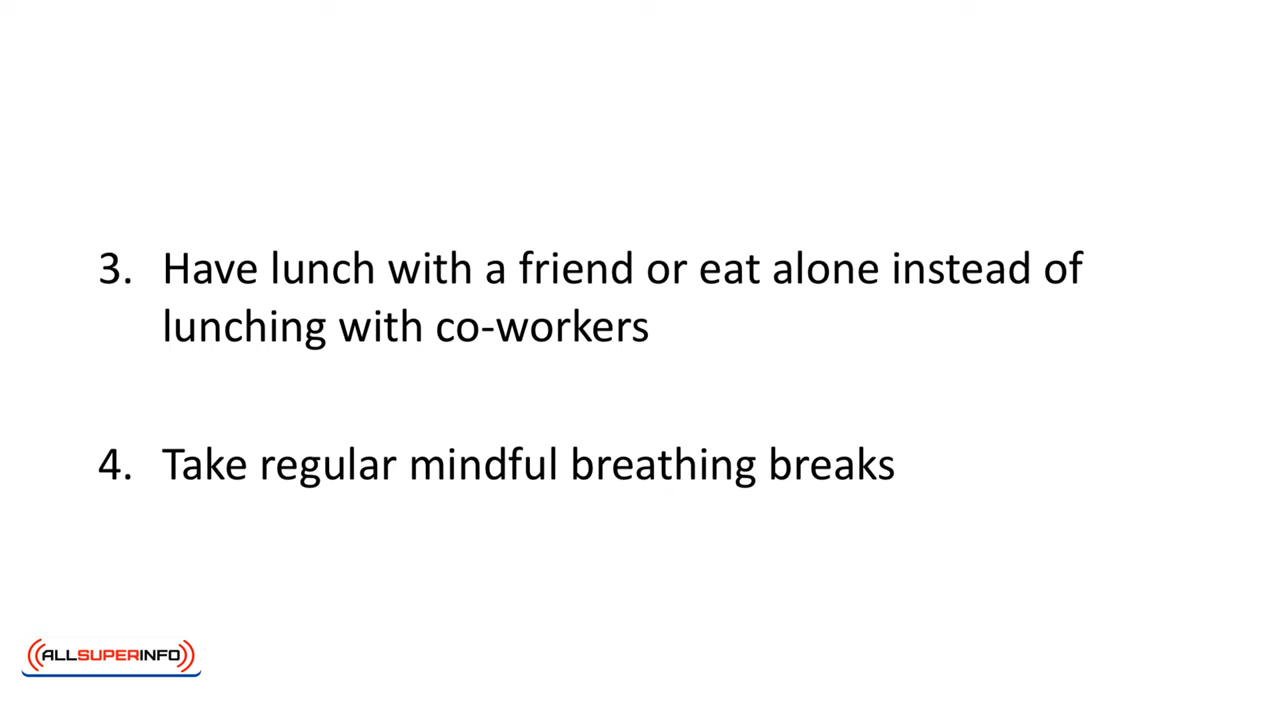 3. Have lunch with a friend or eat alone instead of
lunching with co-workers
4. Take regular mindful breathing breaks
ALLSUPERINFO